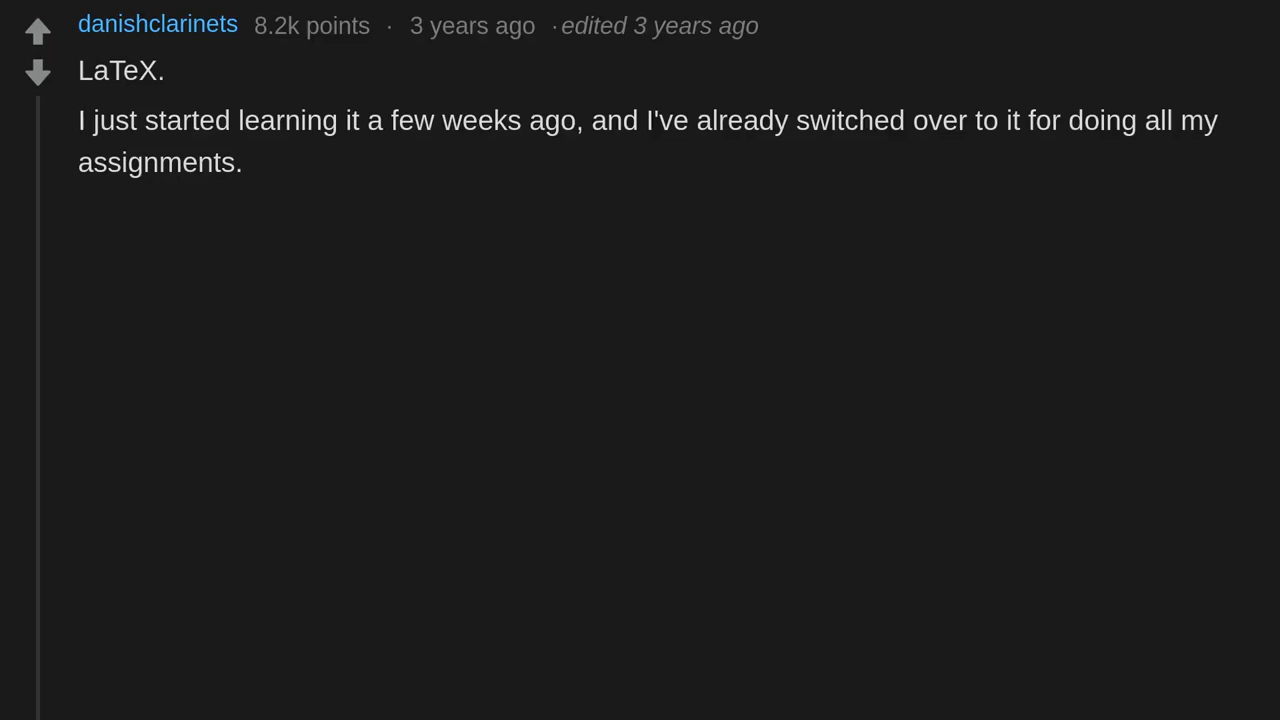 danishclarinets 8.2k points · 3 years ago · edited 3 years ago
LaTeX.
I just started learning it a few weeks ago, and I've already switched over to it for doing all my
assignments.